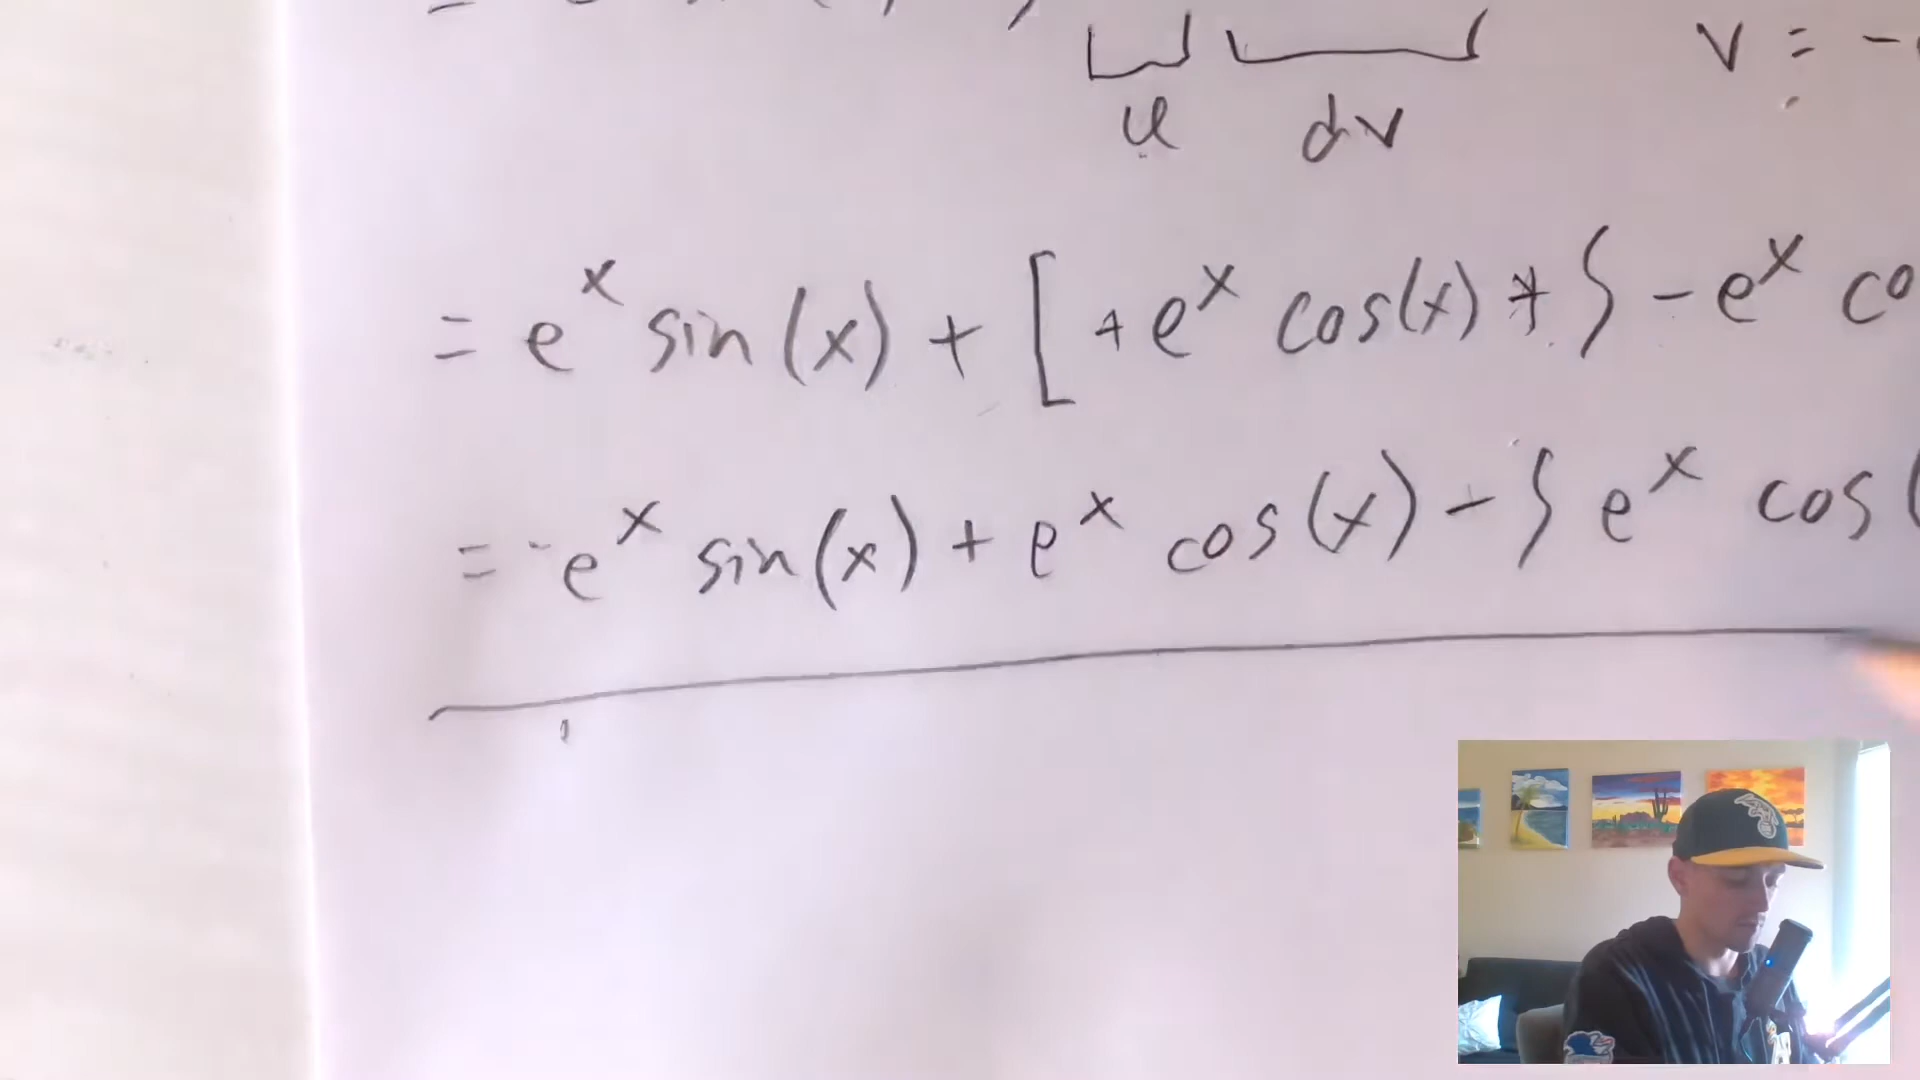 u dv v = -
= e^x sin(x) + [ + e^x cos(x) + ∫ - e^x co
= - e^x sin(x) + e^x cos(x) - ∫ e^x cos(